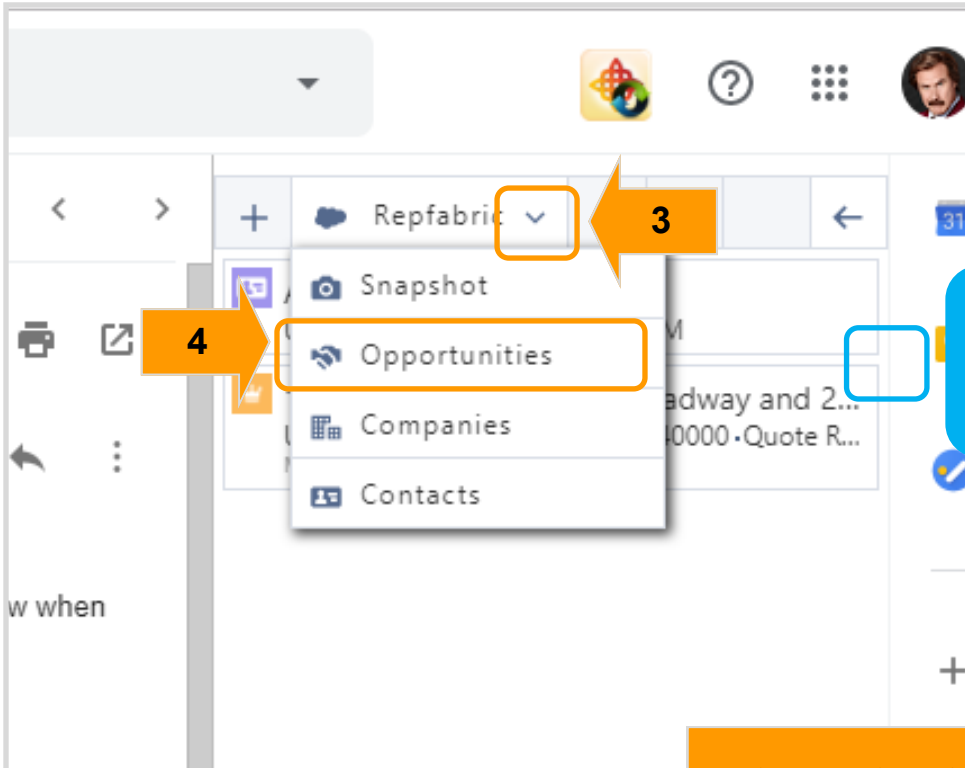 Repfabric
3
31
Snapshot
M
4
Opportunities
adway and 2...
Companies
40000 · Quote R...
Contacts
w when